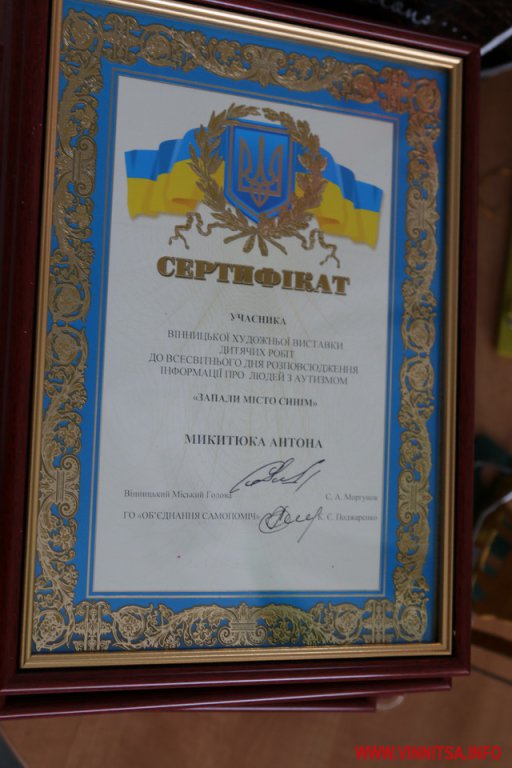 СЕРТИФІКАТ
УЧАСНИКА
ВІННИЦЬКОЇ ХУДОЖНЬОЇ ВИСТАВКИ
ДИТЯЧИХ РОБІТ
ДО ВСЕСВІТНЬОГО ДНЯ РОЗПОВСЮДЖЕННЯ
ІНФОРМАЦІЇ ПРО ЛЮДЕЙ З АУТИЗМОМ
«ЗАПАЛИ МІСТО СИНІМ»
МИКИТЮКА АНТОНА
Вінницький Міський Голова С. А. Моргунов
ГО «ОБ'ЄДНАННЯ САМОПОМІЧ» Є. Поджаренко
WWW.VINNITSA.INFO